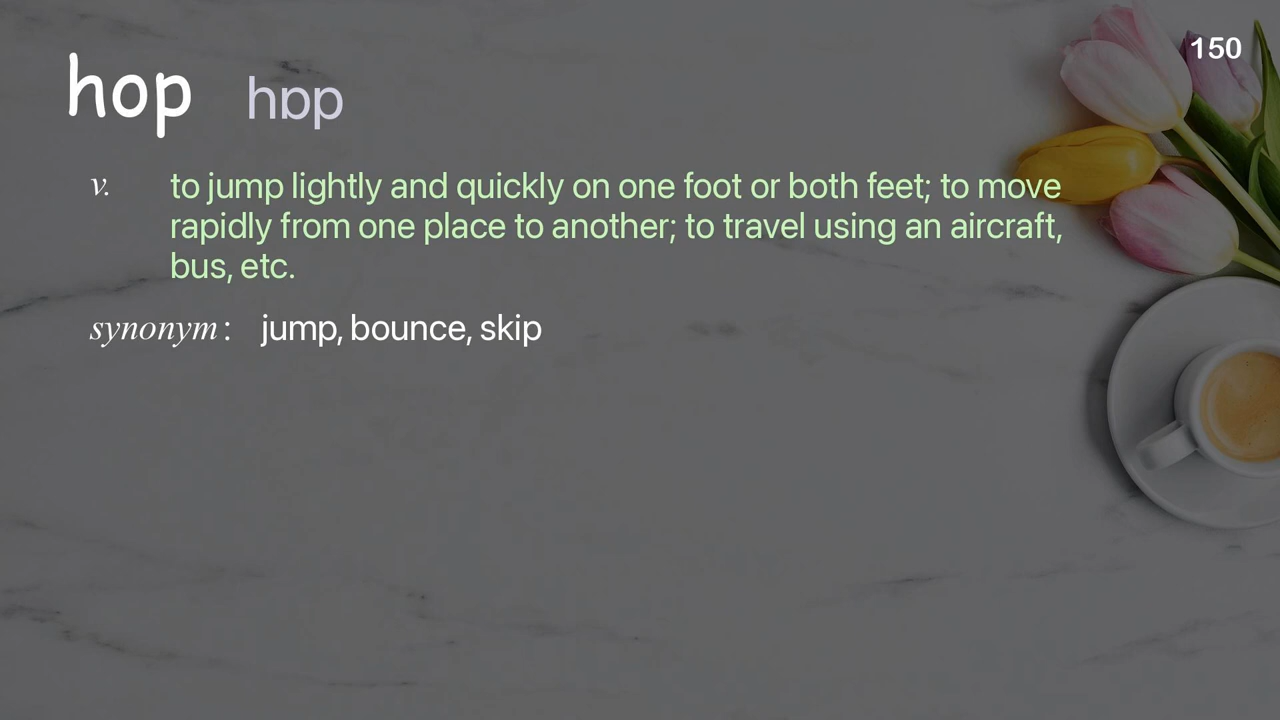 150
hop hɒp
v. to jump lightly and quickly on one foot or both feet; to move
rapidly from one place to another; to travel using an aircraft,
bus, etc.
synonym: jump, bounce, skip